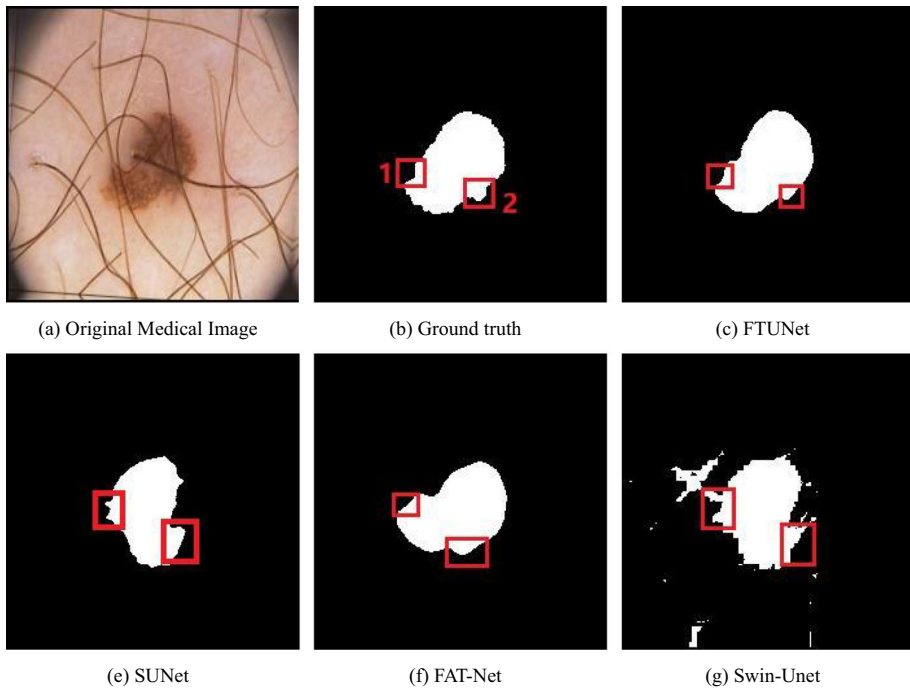 1
2
(a) Original Medical Image
(b) Ground truth
(c) FTUNet
(e) SUNet
(f) FAT-Net
(g) Swin-Unet